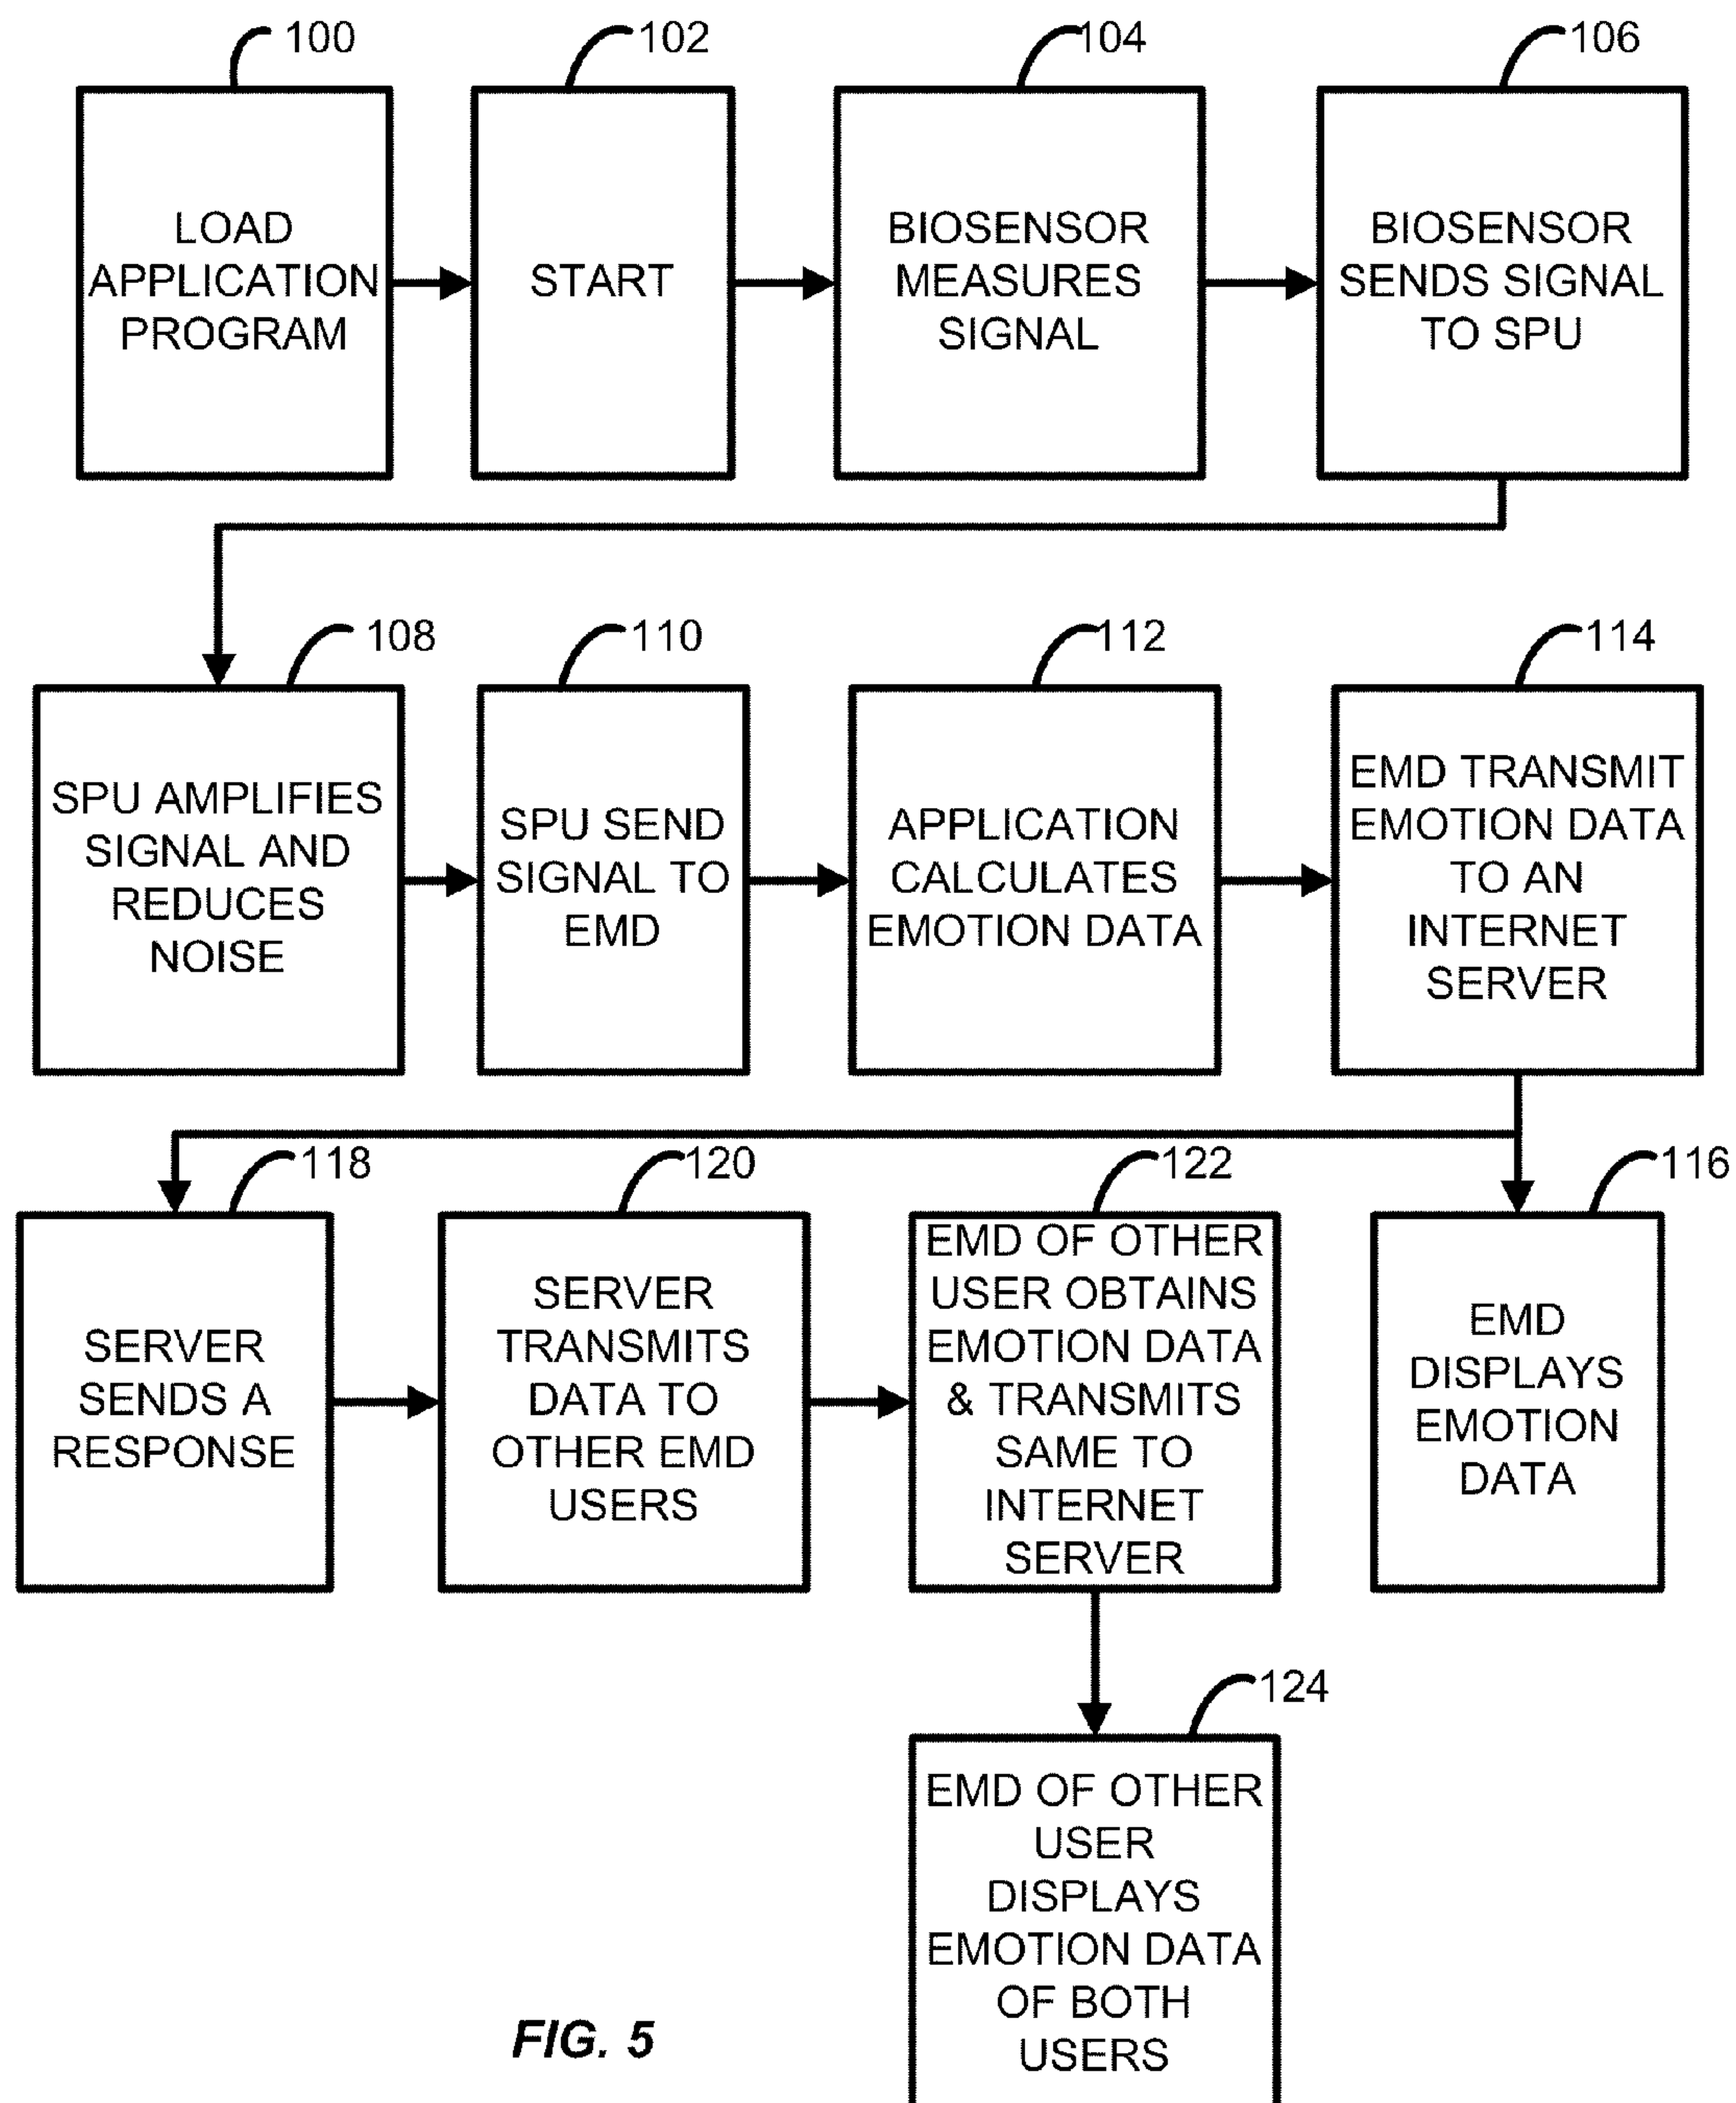 100
LOAD
APPLICATION
PROGRAM
102
START
104
BIOSENSOR
MEASURES
SIGNAL
106
BIOSENSOR
SENDS SIGNAL
TO SPU
108
SPU AMPLIFIES
SIGNAL AND
REDUCES
NOISE
110
SPU SEND
SIGNAL TO
EMD
112
APPLICATION
CALCULATES
EMOTION DATA
114
EMD TRANSMIT
EMOTION DATA
TO AN
INTERNET
SERVER
118
SERVER
SENDS A
RESPONSE
120
SERVER
TRANSMITS
DATA TO
OTHER EMD
USERS
122
EMD OF OTHER
USER OBTAINS
EMOTION DATA
& TRANSMITS
SAME TO
INTERNET
SERVER
116
EMD
DISPLAYS
EMOTION
DATA
124
EMD OF OTHER
USER
DISPLAYS
EMOTION DATA
OF BOTH
USERS
FIG. 5